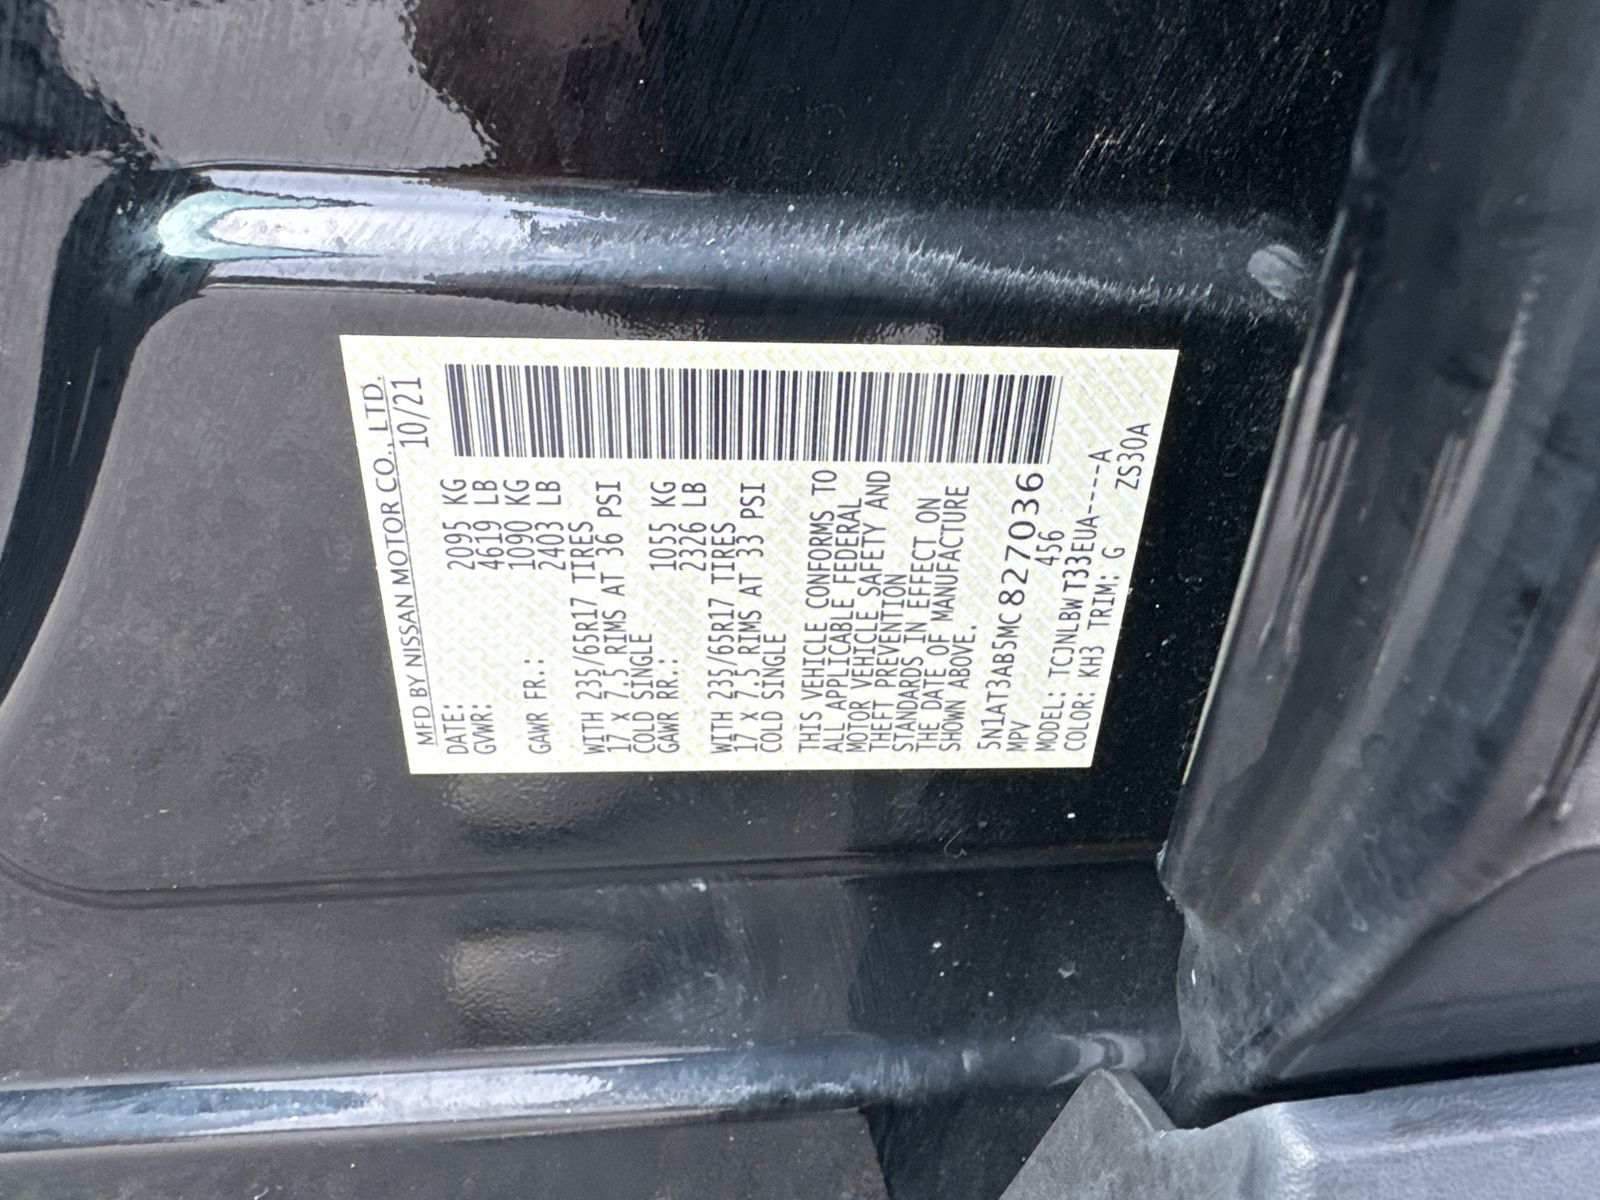 MFD BY NISSAN MOTOR CO., LTD.
DATE: 10/21
GVWR: 2095 KG
4619 LB
GAWR FR.: 1090 KG
2403 LB
WITH 235/65R17 TIRES
17 x 7.5 RIMS AT 36 PSI
COLD SINGLE
GAWR RR.: 1055 KG
2326 LB
WITH 235/65R17 TIRES
17 x 7.5 RIMS AT 33 PSI
COLD SINGLE
THIS VEHICLE CONFORMS TO
ALL APPLICABLE FEDERAL
MOTOR VEHICLE SAFETY AND
THEFT PREVENTION
STANDARDS IN EFFECT ON
THE DATE OF MANUFACTURE
SHOWN ABOVE.
5N1AT3AB5MC827036
MPV 456
MODEL: TCJNLBW T33EUA----A
COLOR: KH3 TRIM: G ZS30A